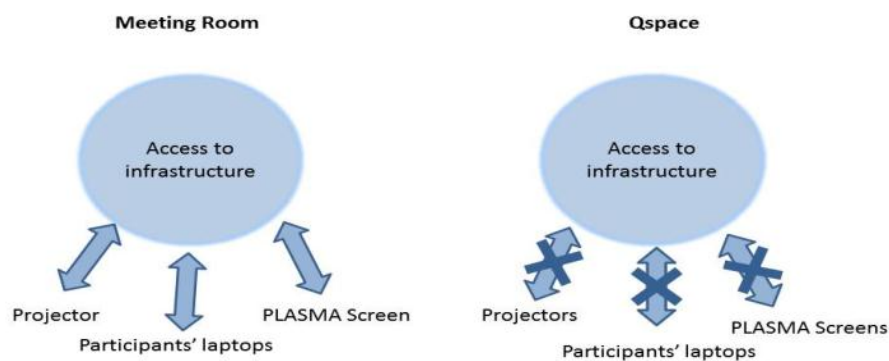 Meeting Room
Access to
infrastructure
Projector
PLASMA Screen
Participants’ laptops
Qspace
Access to
infrastructure
Projectors
PLASMA Screens
Participants’ laptops